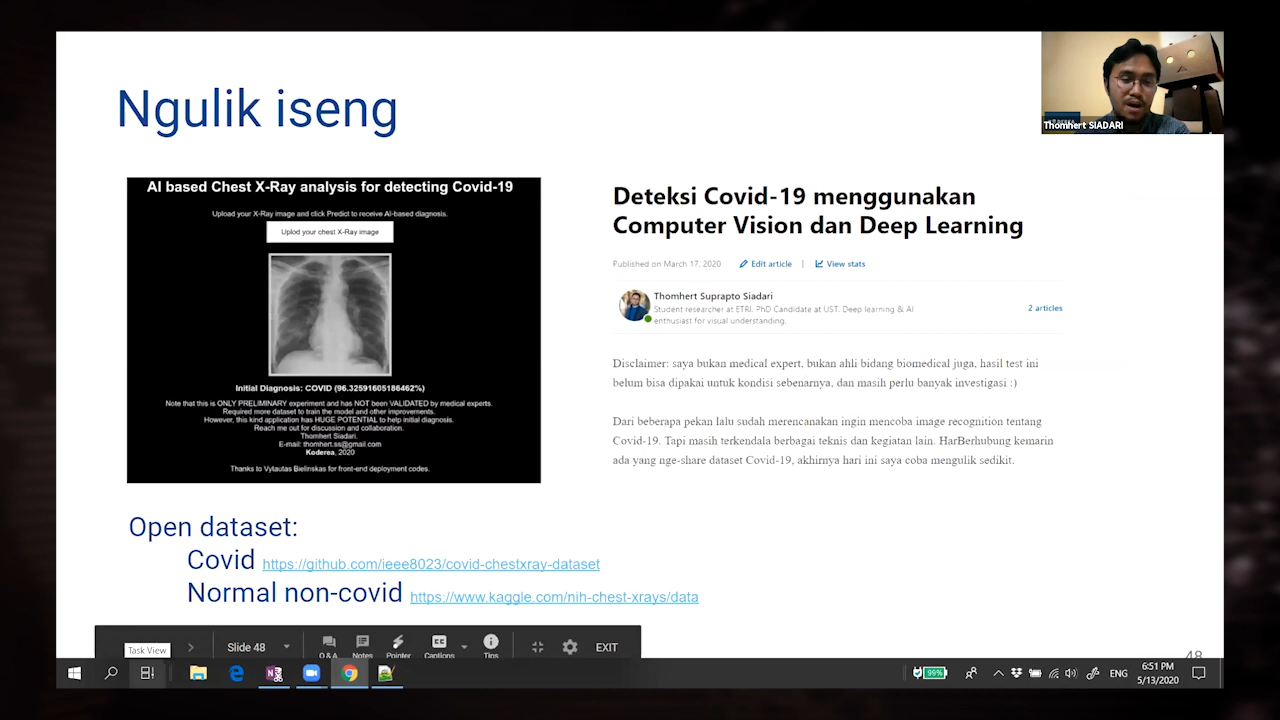 Ngulik iseng
Thomhert SIADARI
AI based Chest X-Ray analysis for detecting Covid-19
Upload your X-Ray image and click Predict to receive AI-based diagnosis.
Uplod your chest X-Ray image
Initial Diagnosis: COVID (96.32591605186462%)
Note that this is ONLY PRELIMINARY experiment and has NOT been VALIDATED by medical experts.
Required more dataset to train the model and other improvements.
However, this kind application has HUGE POTENTIAL to help initial diagnosis.
Reach me out for discussion and collaboration.
Thomhert Siadari.
E-mail: thomhert.ss@gmail.com
Koderea, 2020
Thanks to Vytautas Bielinskas for front-end deployment codes.
Deteksi Covid-19 menggunakan
Computer Vision dan Deep Learning
Published on March 17, 2020 Edit article | View stats
Thomhert Suprapto Siadari
Student researcher at ETRI. PhD Candidate at UST. Deep learning & AI
enthusiast for visual understanding.
2 articles
Disclaimer: saya bukan medical expert, bukan ahli bidang biomedical juga, hasil test ini
belum bisa dipakai untuk kondisi sebenarnya, dan masih perlu banyak investigasi :)
Dari beberapa pekan lalu sudah merencanakan ingin mencoba image recognition tentang
Covid-19. Tapi masih terkendala berbagai teknis dan kegiatan lain. HarBerhubung kemarin
ada yang nge-share dataset Covid-19, akhirnya hari ini saya coba mengulik sedikit.
Open dataset:
Covid https://github.com/ieee8023/covid-chestxray-dataset
Normal non-covid https://www.kaggle.com/nih-chest-xrays/data
48
Task View
Slide 48
Q & A Notes Pointer Captions Tips EXIT
99%
ENG
6:51 PM
5/13/2020